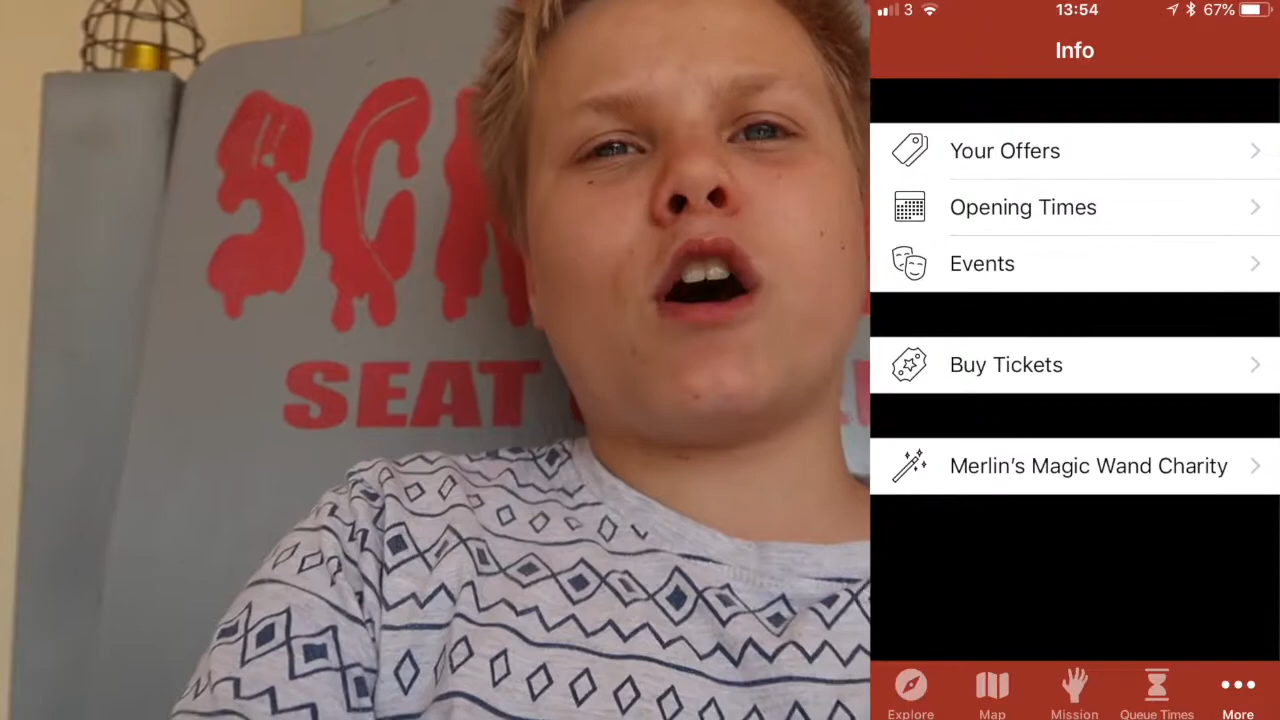 SC
SEAT
3 13:54 67%
Info
Your Offers
Opening Times
Events
Buy Tickets
Merlin's Magic Wand Charity
Explore Map Mission Queue Times More